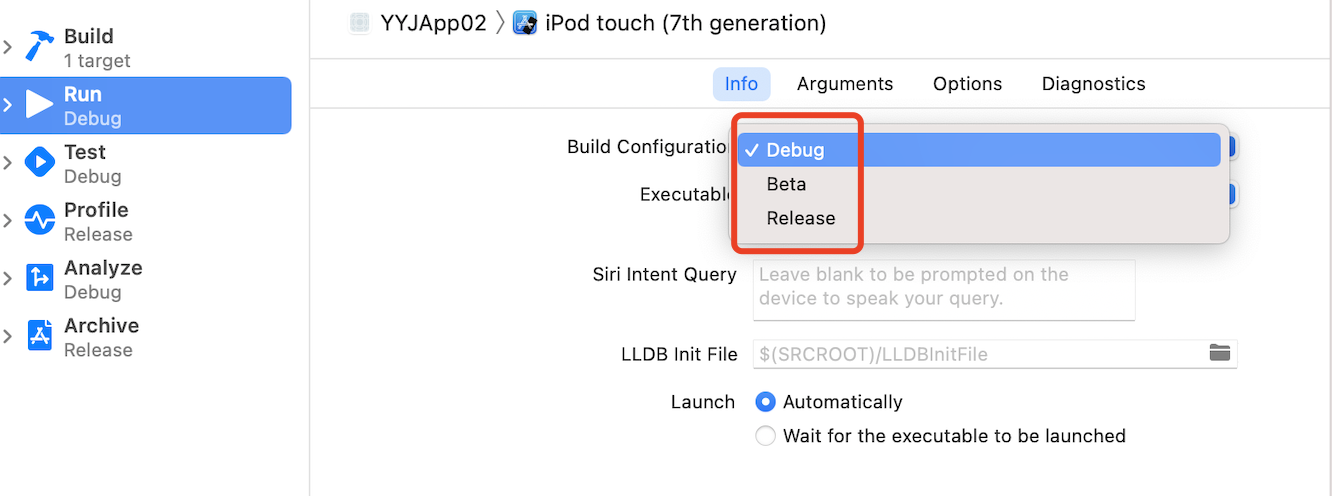 YYJApp02 iPod touch (7th generation)
Build
1 target
Run
Debug
Test
Debug
Profile
Release
Analyze
Debug
Archive
Release
Info Arguments Options Diagnostics
Build Configuration
Debug
Beta
Release
Executable
Siri Intent Query
Leave blank to be prompted on the
device to speak your query.
LLDB Init File
$(SRCROOT)/LLDBInitFile
Launch
Automatically
Wait for the executable to be launched